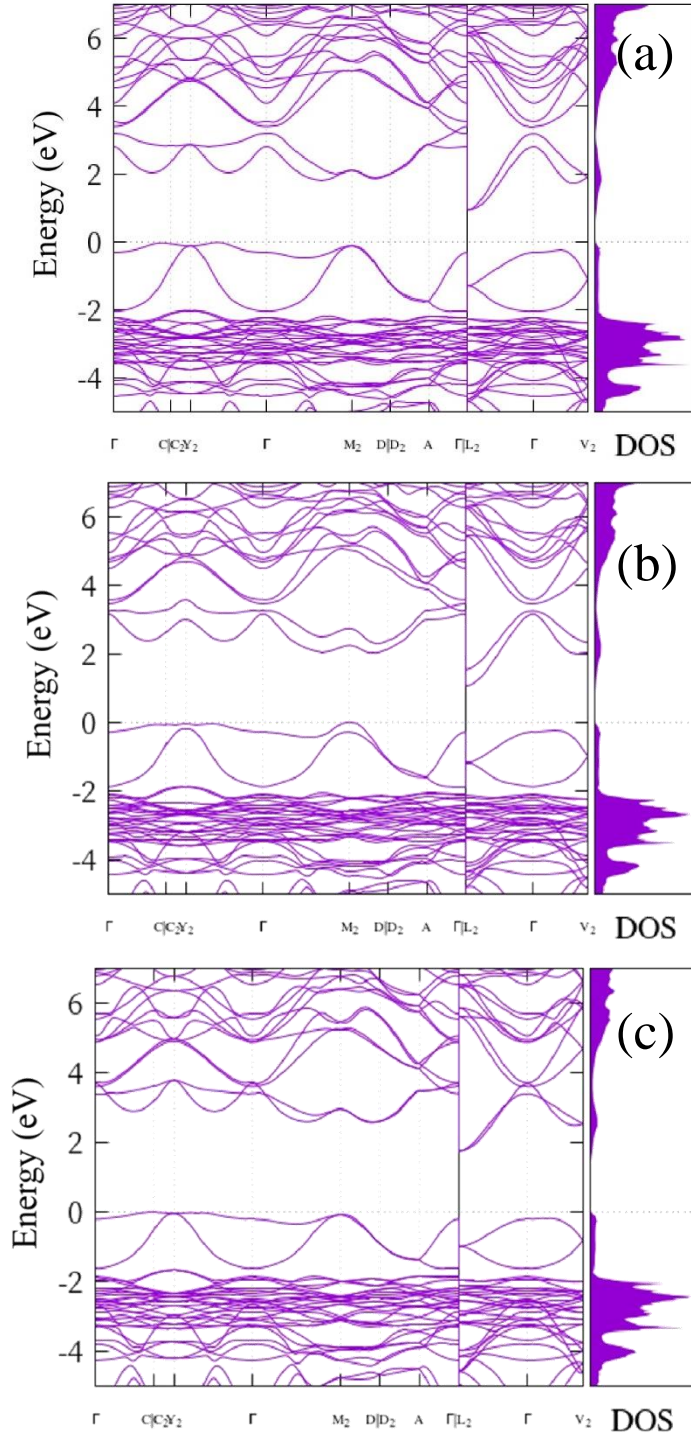 (a)
Energy (eV)
6
4
2
0
-2
-4
Γ C|C₂Y₂ Γ M₂ D|D₂ A Γ|L₂ Γ V₂ DOS
(b)
Energy (eV)
6
4
2
0
-2
-4
Γ C|C₂Y₂ Γ M₂ D|D₂ A Γ|L₂ Γ V₂ DOS
(c)
Energy (eV)
6
4
2
0
-2
-4
Γ C|C₂Y₂ Γ M₂ D|D₂ A Γ|L₂ Γ V₂ DOS